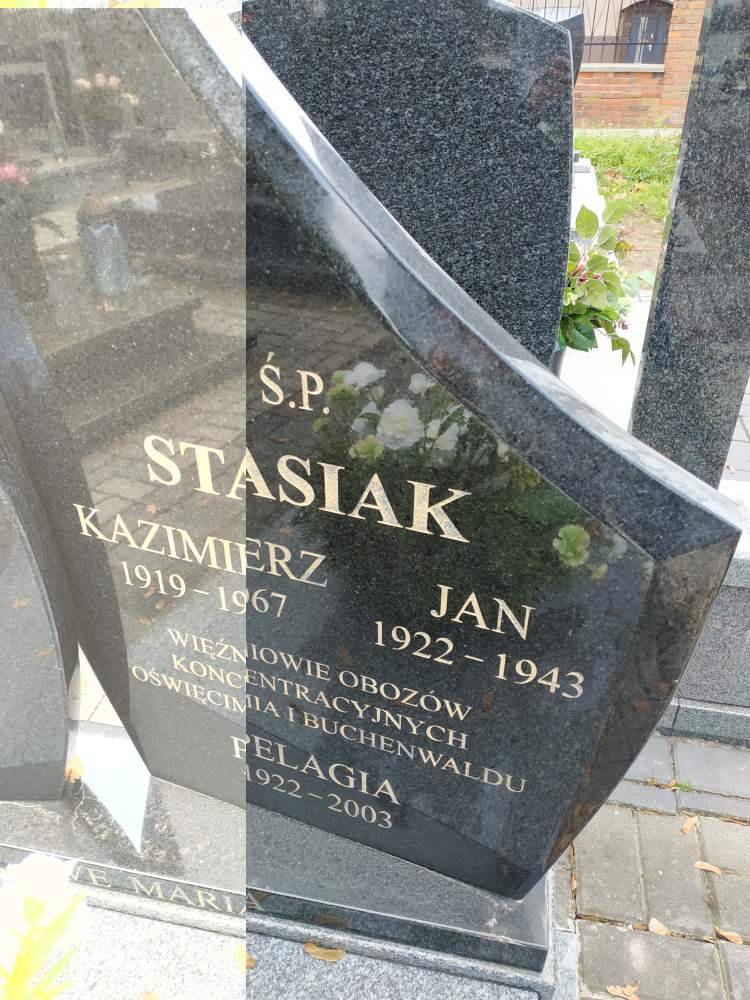 Ś.P.
STASIAK
KAZIMIERZ
1919 – 1967
JAN
1922 – 1943
WIĘŹNIOWIE OBOZÓW
KONCENTRACYJNYCH
OŚWIĘCIMIA I BUCHENWALDU
PELAGIA
1922 – 2003
MARIA